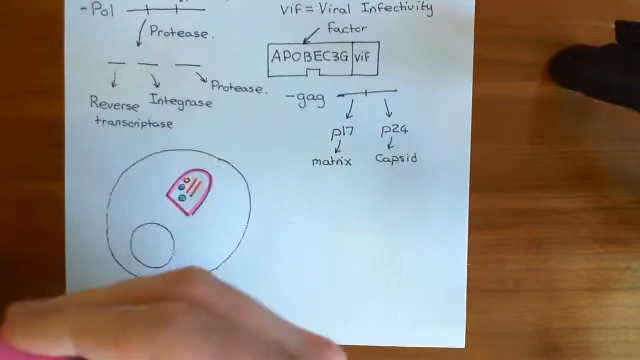 -Pol
Protease.
Reverse
transcriptase
Integrase
Protease.
vif = Viral Infectivity
factor
APOBEC3G vif
-gag
p17
p24
matrix
Capsid